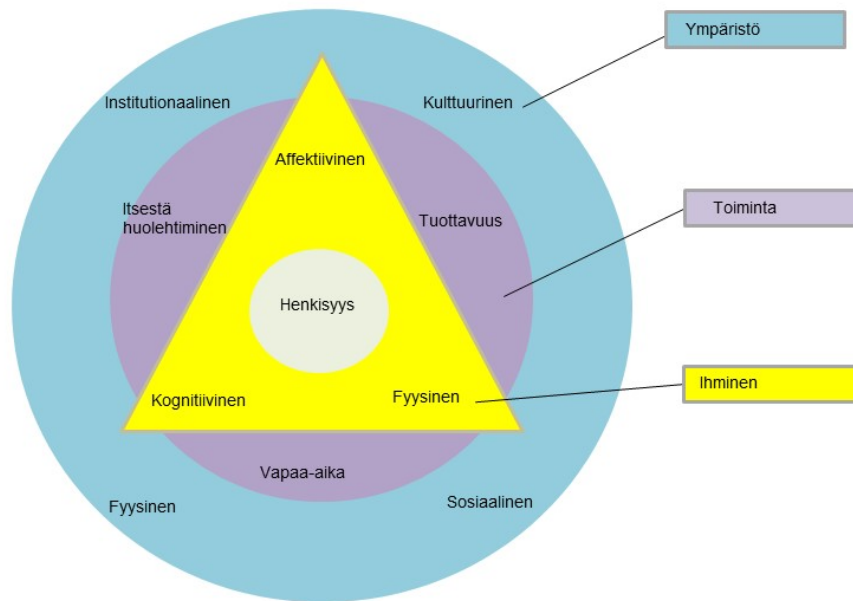 Ympäristö
Institutionaalinen
Kulttuurinen
Affektiivinen
Itsestä
huolehtiminen
Tuottavuus
Toiminta
Henkisyys
Ihminen
Kognitiivinen
Fyysinen
Vapaa-aika
Fyysinen
Sosiaalinen